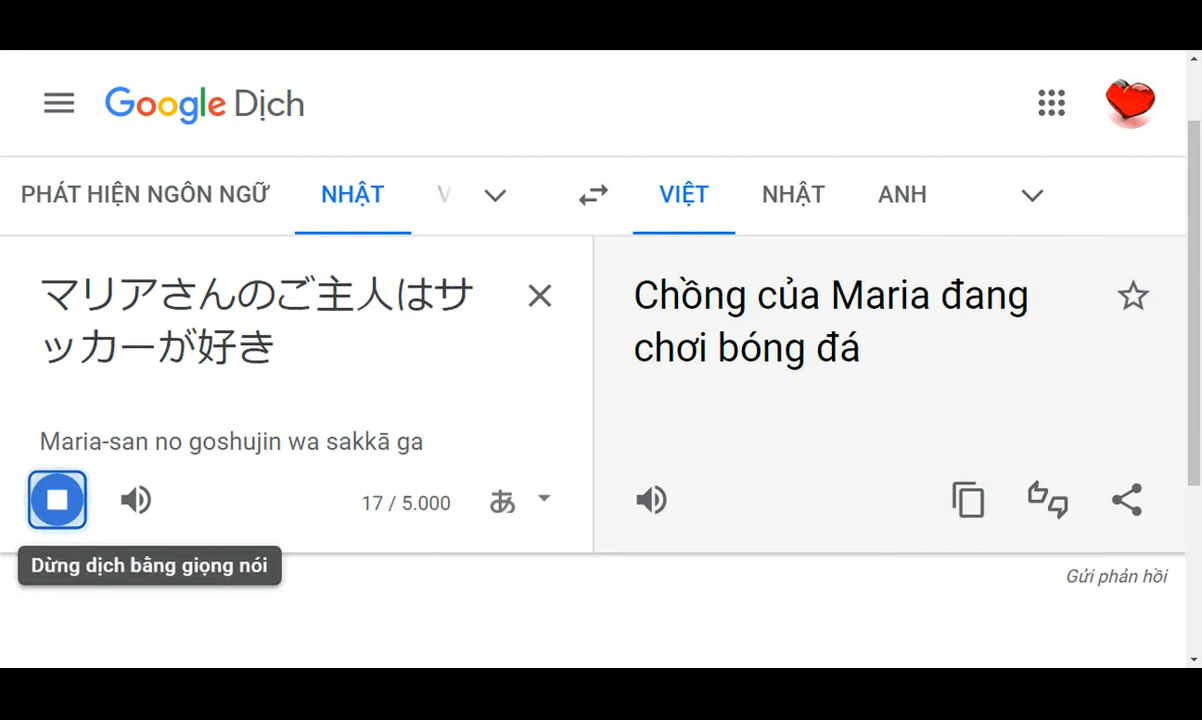 Google Dịch
PHÁT HIỆN NGÔN NGỮ NHẬT V VIỆT NHẬT ANH
マリアさんのご主人はサ
ッカーが好き
Maria-san no goshujin wa sakkā ga
17 / 5.000 あ
Dừng dịch bằng giọng nói
Chồng của Maria đang
chơi bóng đá
Gửi phản hồi